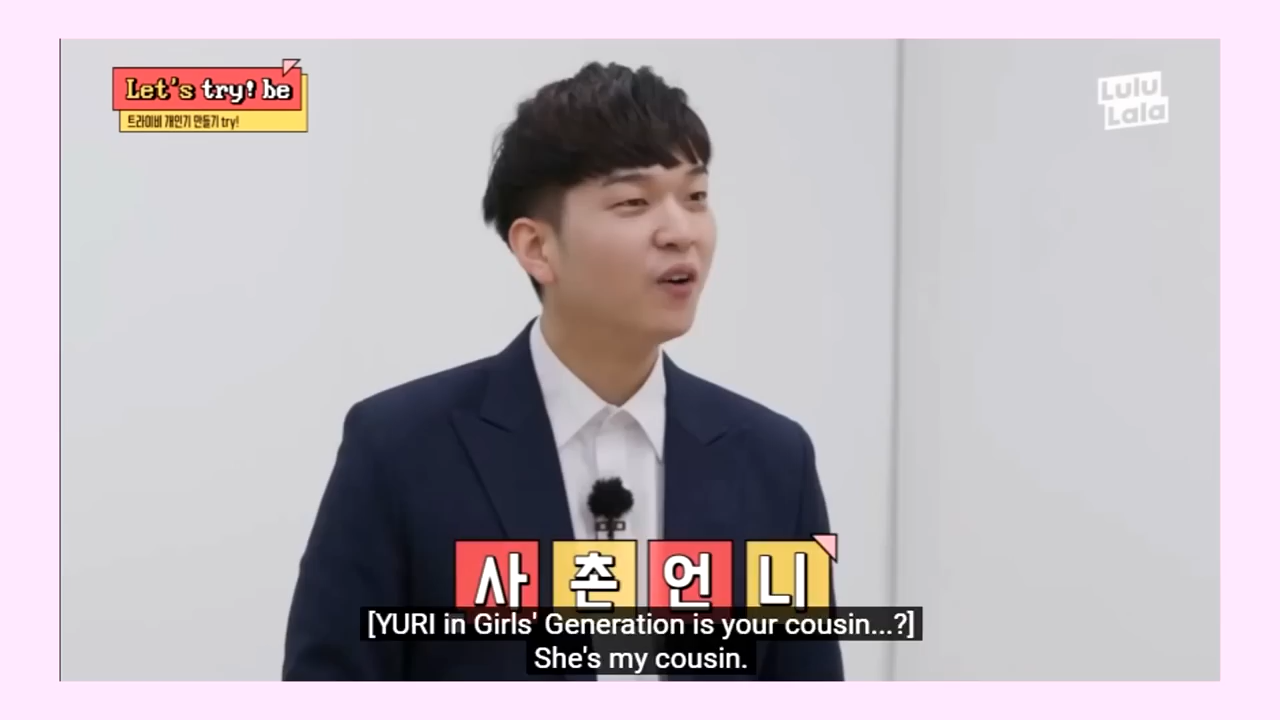 Let's try! be
트라이비 개인기 만들기 try!
Lulu
Lala
사촌언니
[YURI in Girls' Generation is your cousin...?]
She's my cousin.